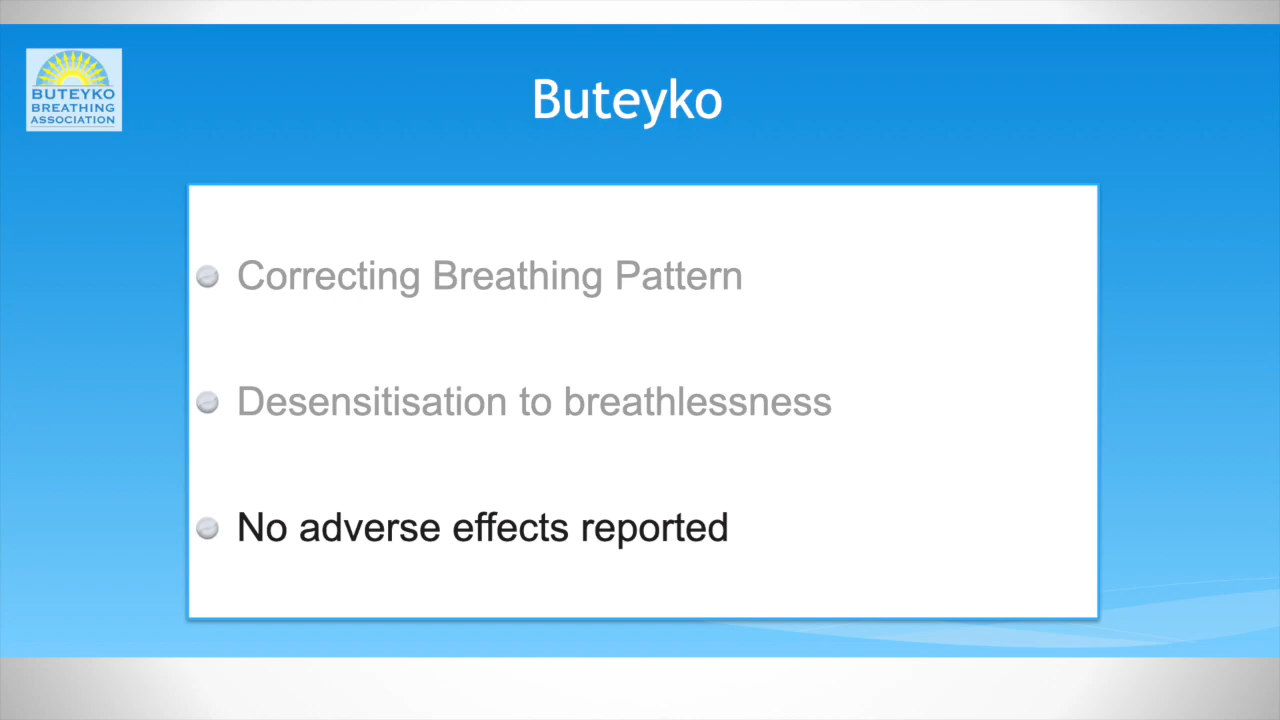 BUTEYKO
BREATHING
ASSOCIATION
Buteyko
Correcting Breathing Pattern
Desensitisation to breathlessness
No adverse effects reported